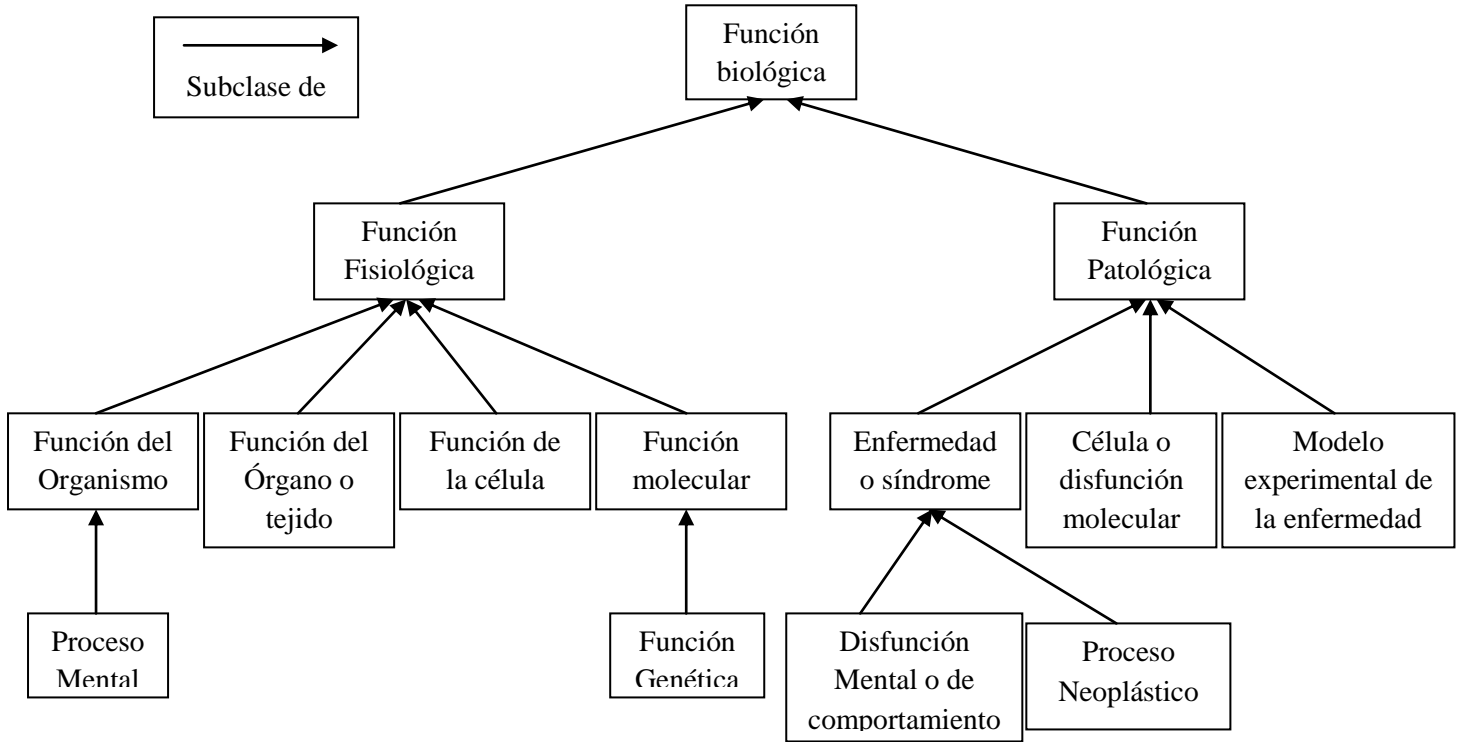 Subclase de
Función
biológica
Función
Fisiológica
Función
Patológica
Función del
Organismo
Función del
Órgano o
tejido
Función de
la célula
Función
molecular
Enfermedad
o síndrome
Célula o
disfunción
molecular
Modelo
experimental de
la enfermedad
Proceso
Mental
Función
Genética
Disfunción
Mental o de
comportamiento
Proceso
Neoplástico